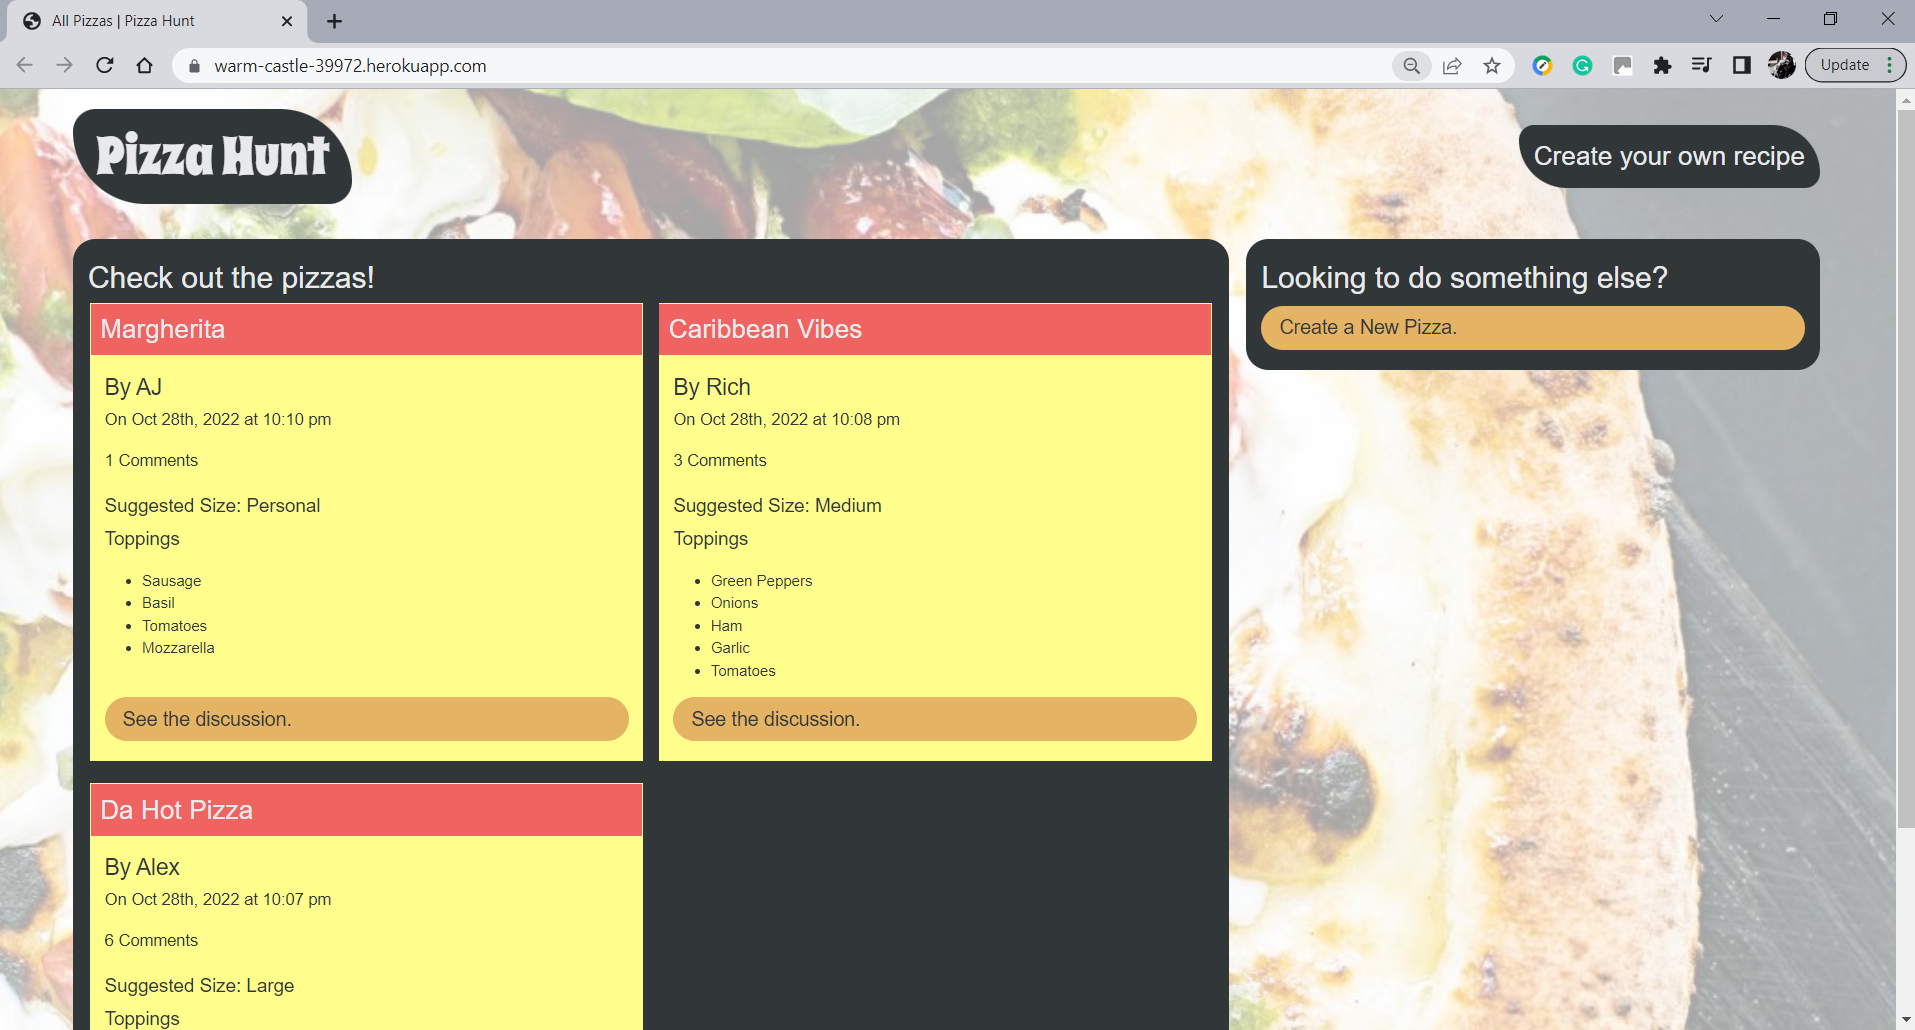 All Pizzas | Pizza Hunt
warm-castle-39972.herokuapp.com
Update
Pizza Hunt
Create your own recipe
Check out the pizzas!
Margherita
By AJ
On Oct 28th, 2022 at 10:10 pm
1 Comments
Suggested Size: Personal
Toppings
Sausage
Basil
Tomatoes
Mozzarella
See the discussion.
Caribbean Vibes
By Rich
On Oct 28th, 2022 at 10:08 pm
3 Comments
Suggested Size: Medium
Toppings
Green Peppers
Onions
Ham
Garlic
Tomatoes
See the discussion.
Da Hot Pizza
By Alex
On Oct 28th, 2022 at 10:07 pm
6 Comments
Suggested Size: Large
Toppings
Looking to do something else?
Create a New Pizza.